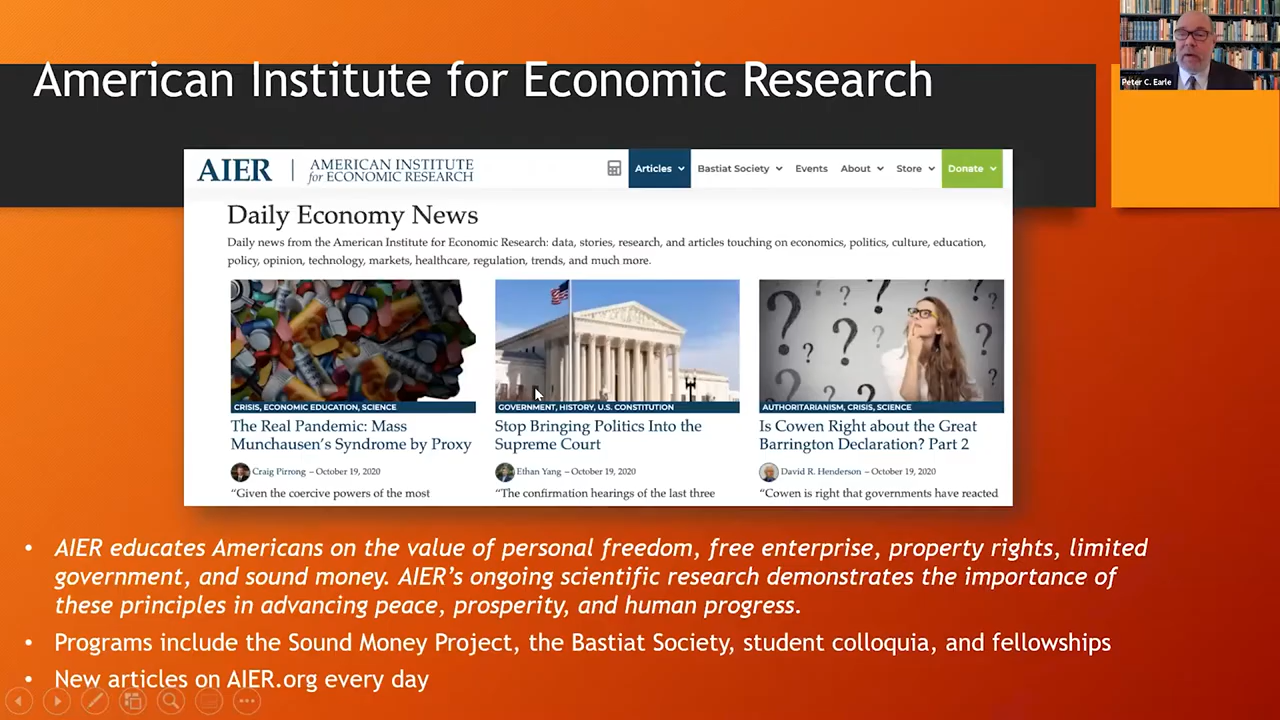 American Institute for Economic Research
Peter C. Earle
AIER | AMERICAN INSTITUTE
for ECONOMIC RESEARCH
Articles Bastiat Society Events About Store Donate
Daily Economy News
Daily news from the American Institute for Economic Research: data, stories, research, and articles touching on economics, politics, culture, education,
policy, opinion, technology, markets, healthcare, regulation, trends, and much more.
CRISIS, ECONOMIC EDUCATION, SCIENCE
The Real Pandemic: Mass
Munchausen's Syndrome by Proxy
Craig Pirrong – October 19, 2020
“Given the coercive powers of the most
GOVERNMENT, HISTORY, U.S. CONSTITUTION
Stop Bringing Politics Into the
Supreme Court
Ethan Yang – October 19, 2020
“The confirmation hearings of the last three
AUTHORITARIANISM, CRISIS, SCIENCE
Is Cowen Right about the Great
Barrington Declaration? Part 2
David R. Henderson – October 19, 2020
“Cowen is right that governments have reacted
• AIER educates Americans on the value of personal freedom, free enterprise, property rights, limited
government, and sound money. AIER’s ongoing scientific research demonstrates the importance of
these principles in advancing peace, prosperity, and human progress.
• Programs include the Sound Money Project, the Bastiat Society, student colloquia, and fellowships
• New articles on AIER.org every day